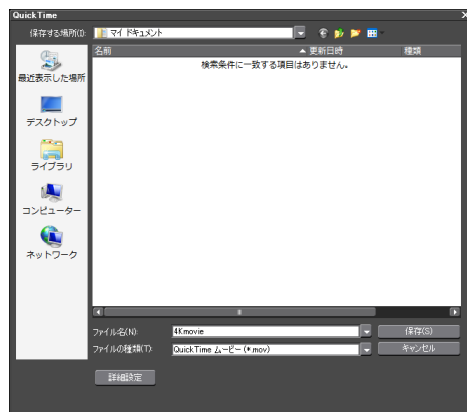 QuickTime
保存する場所(I):
マイ ドキュメント
名前
更新日時
種類
検索条件に一致する項目はありません。
最近表示した場所
デスクトップ
ライブラリ
コンピューター
ネットワーク
ファイル名(N):
4Kmovie
保存(S)
ファイルの種類(T):
QuickTime ムービー (*.mov)
キャンセル
詳細設定